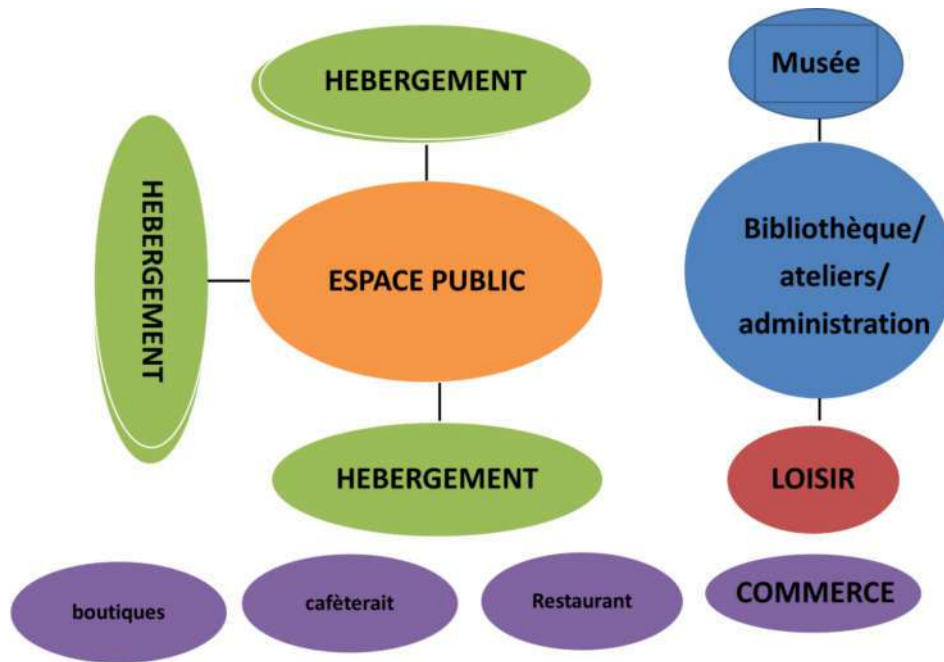 HEBERGEMENT
Musée
HEBERGEMENT
ESPACE PUBLIC
Bibliothèque/
ateliers/
administration
HEBERGEMENT
LOISIR
boutiques
cafèterait
Restaurant
COMMERCE